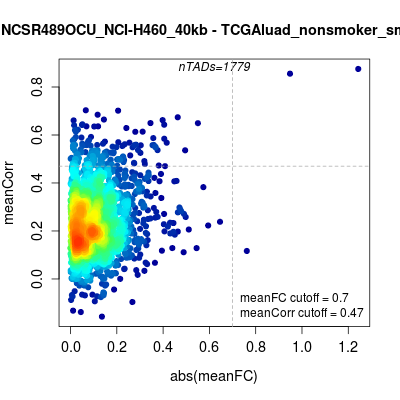 NCSR489OCU_NCI-H460_40kb - TCGAluad_nonsmoker_sm
nTADs=1779
meanCorr
0.8
0.6
0.4
0.2
0.0
meanFC cutoff = 0.7
meanCorr cutoff = 0.47
0.0 0.2 0.4 0.6 0.8 1.0 1.2
abs(meanFC)